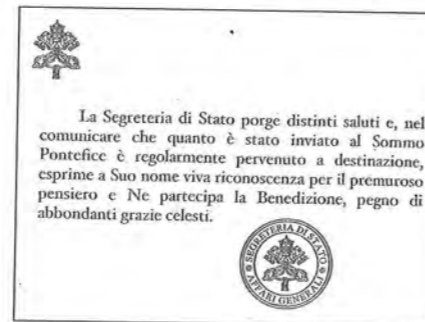 La Segreteria di Stato porge distinti saluti e, nel
comunicare che quanto è stato inviato al Sommo
Pontefice è regolarmente pervenuto a destinazione,
esprime a Suo nome viva riconoscenza per il premuroso
pensiero e Ne partecipa la Benedizione, pegno di
abbondanti grazie celesti.
SEGRETERIA DI STATO
AFFARI GENERALI